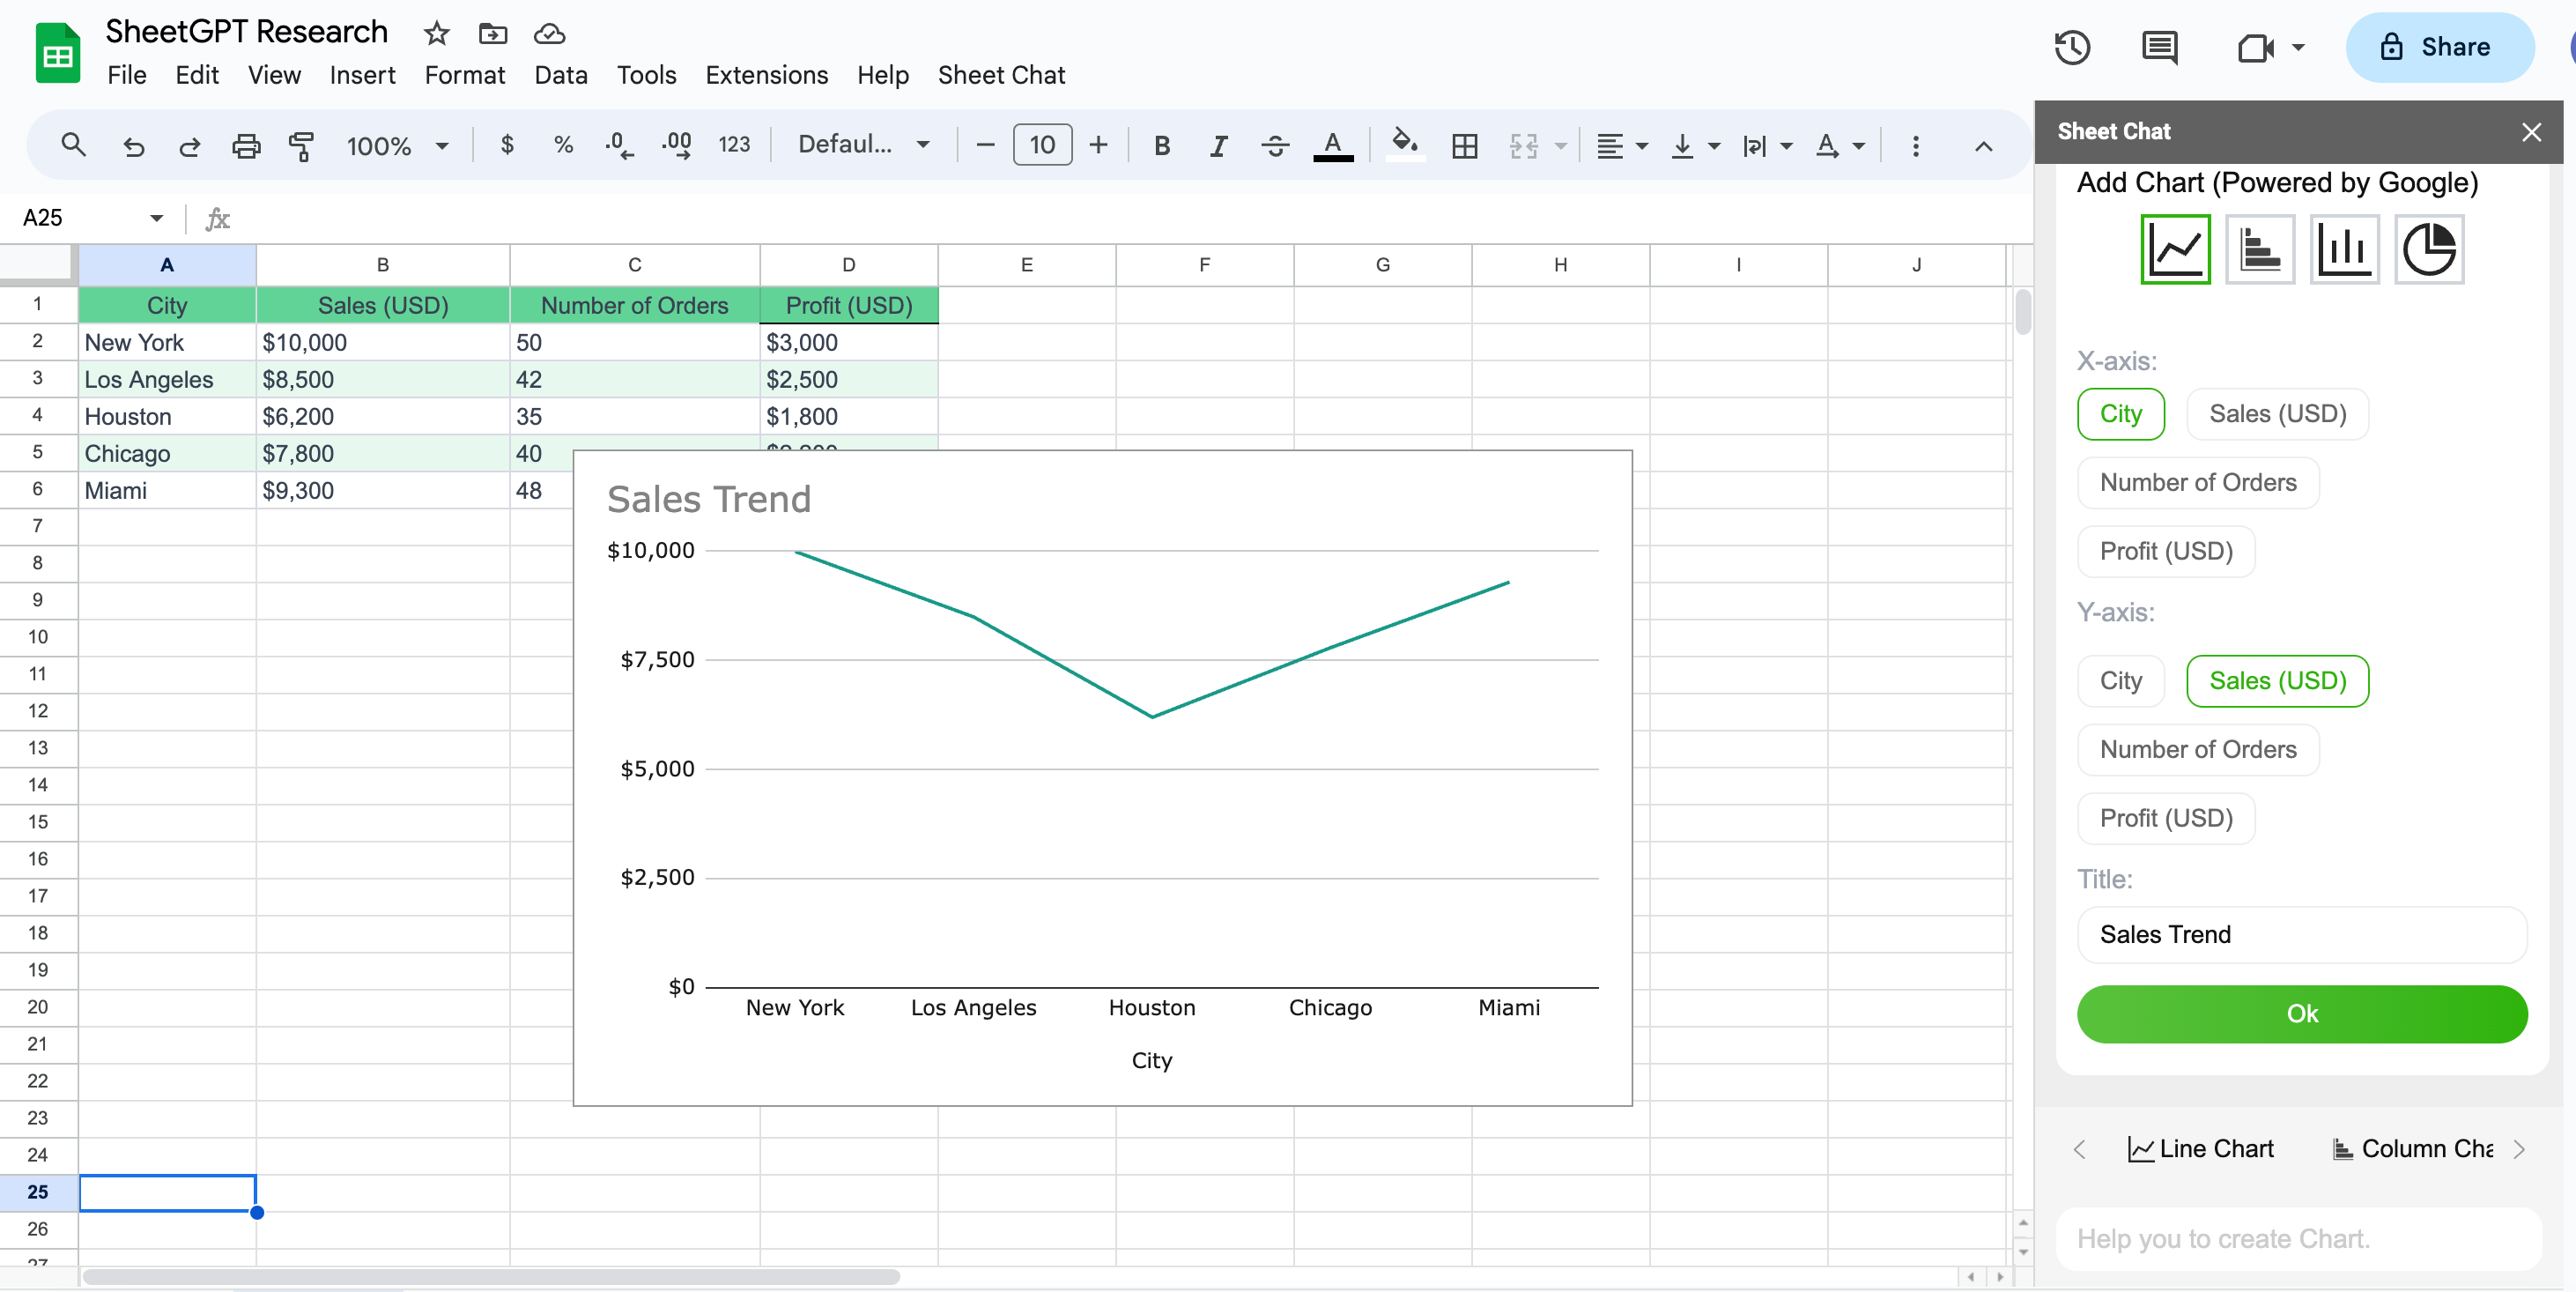 SheetGPT Research
File Edit View Insert Format Data Tools Extensions Help Sheet Chat
Share
100% $ % .0 .00 123 Defaul... 10 B I A A
A25 fx
A B C D E F G H I J
1 City Sales (USD) Number of Orders Profit (USD)
2 New York $10,000 50 $3,000
3 Los Angeles $8,500 42 $2,500
4 Houston $6,200 35 $1,800
5 Chicago $7,800 40
6 Miami $9,300 48
7
8
9
10
11
12
13
14
15
16
17
18
19
20
21
22
23
24
25
26
27
Sales Trend
$10,000
$7,500
$5,000
$2,500
$0
New York Los Angeles Houston Chicago Miami
City
Sheet Chat
Add Chart (Powered by Google)
X-axis:
City Sales (USD)
Number of Orders
Profit (USD)
Y-axis:
City Sales (USD)
Number of Orders
Profit (USD)
Title:
Sales Trend
Ok
Line Chart Column Cha
Help you to create Chart.